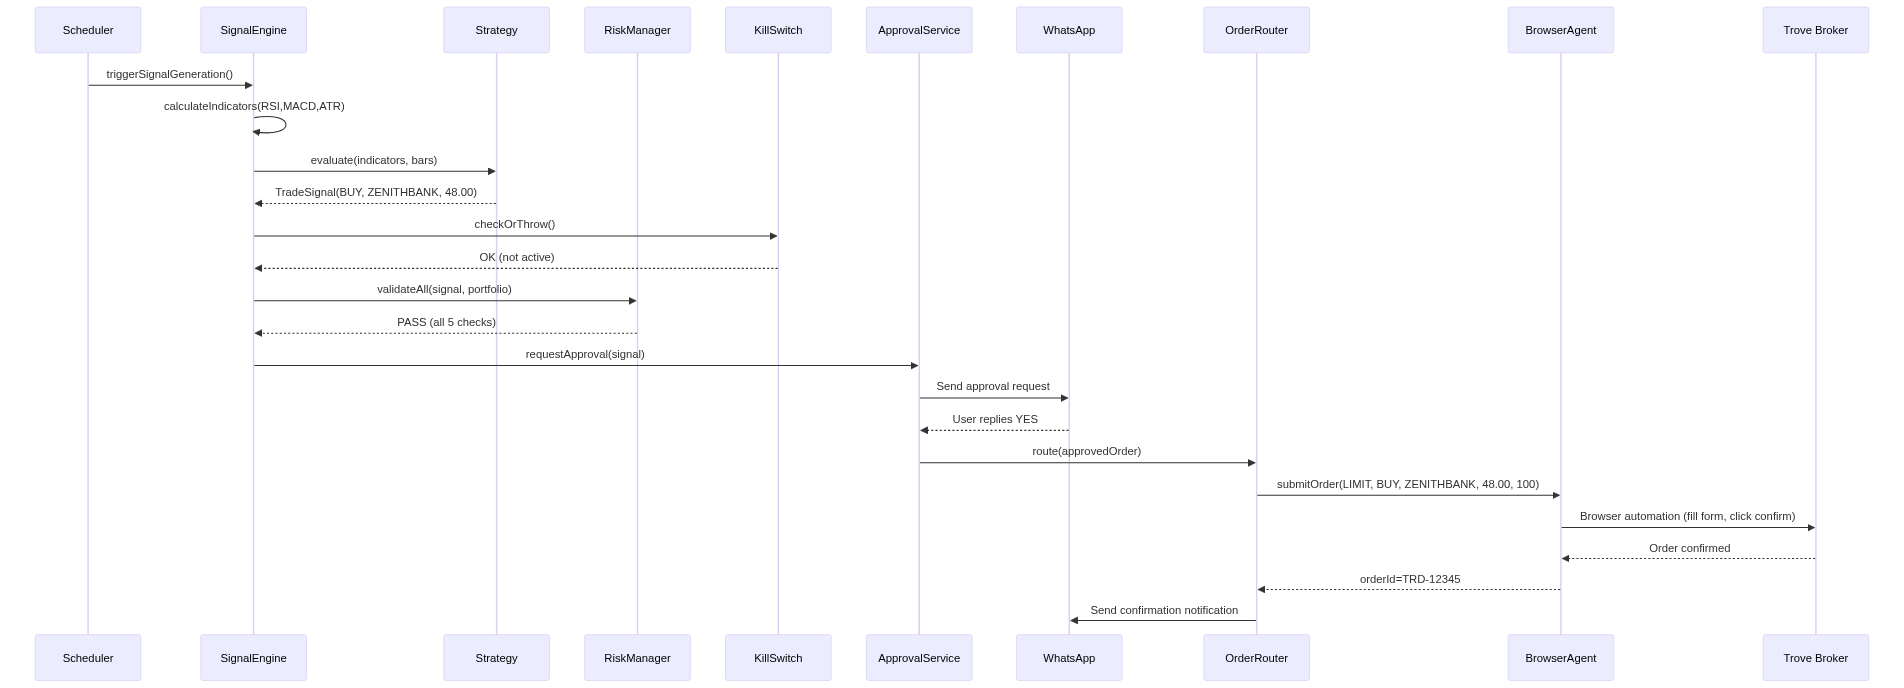 Scheduler
SignalEngine
Strategy
RiskManager
KillSwitch
ApprovalService
WhatsApp
OrderRouter
BrowserAgent
Trove Broker
triggerSignalGeneration()
calculateIndicators(RSI,MACD,ATR)
evaluate(indicators, bars)
TradeSignal(BUY, ZENITHBANK, 48.00)
checkOrThrow()
OK (not active)
validateAll(signal, portfolio)
PASS (all 5 checks)
requestApproval(signal)
Send approval request
User replies YES
route(approvedOrder)
submitOrder(LIMIT, BUY, ZENITHBANK, 48.00, 100)
Browser automation (fill form, click confirm)
Order confirmed
orderId=TRD-12345
Send confirmation notification
Scheduler
SignalEngine
Strategy
RiskManager
KillSwitch
ApprovalService
WhatsApp
OrderRouter
BrowserAgent
Trove Broker